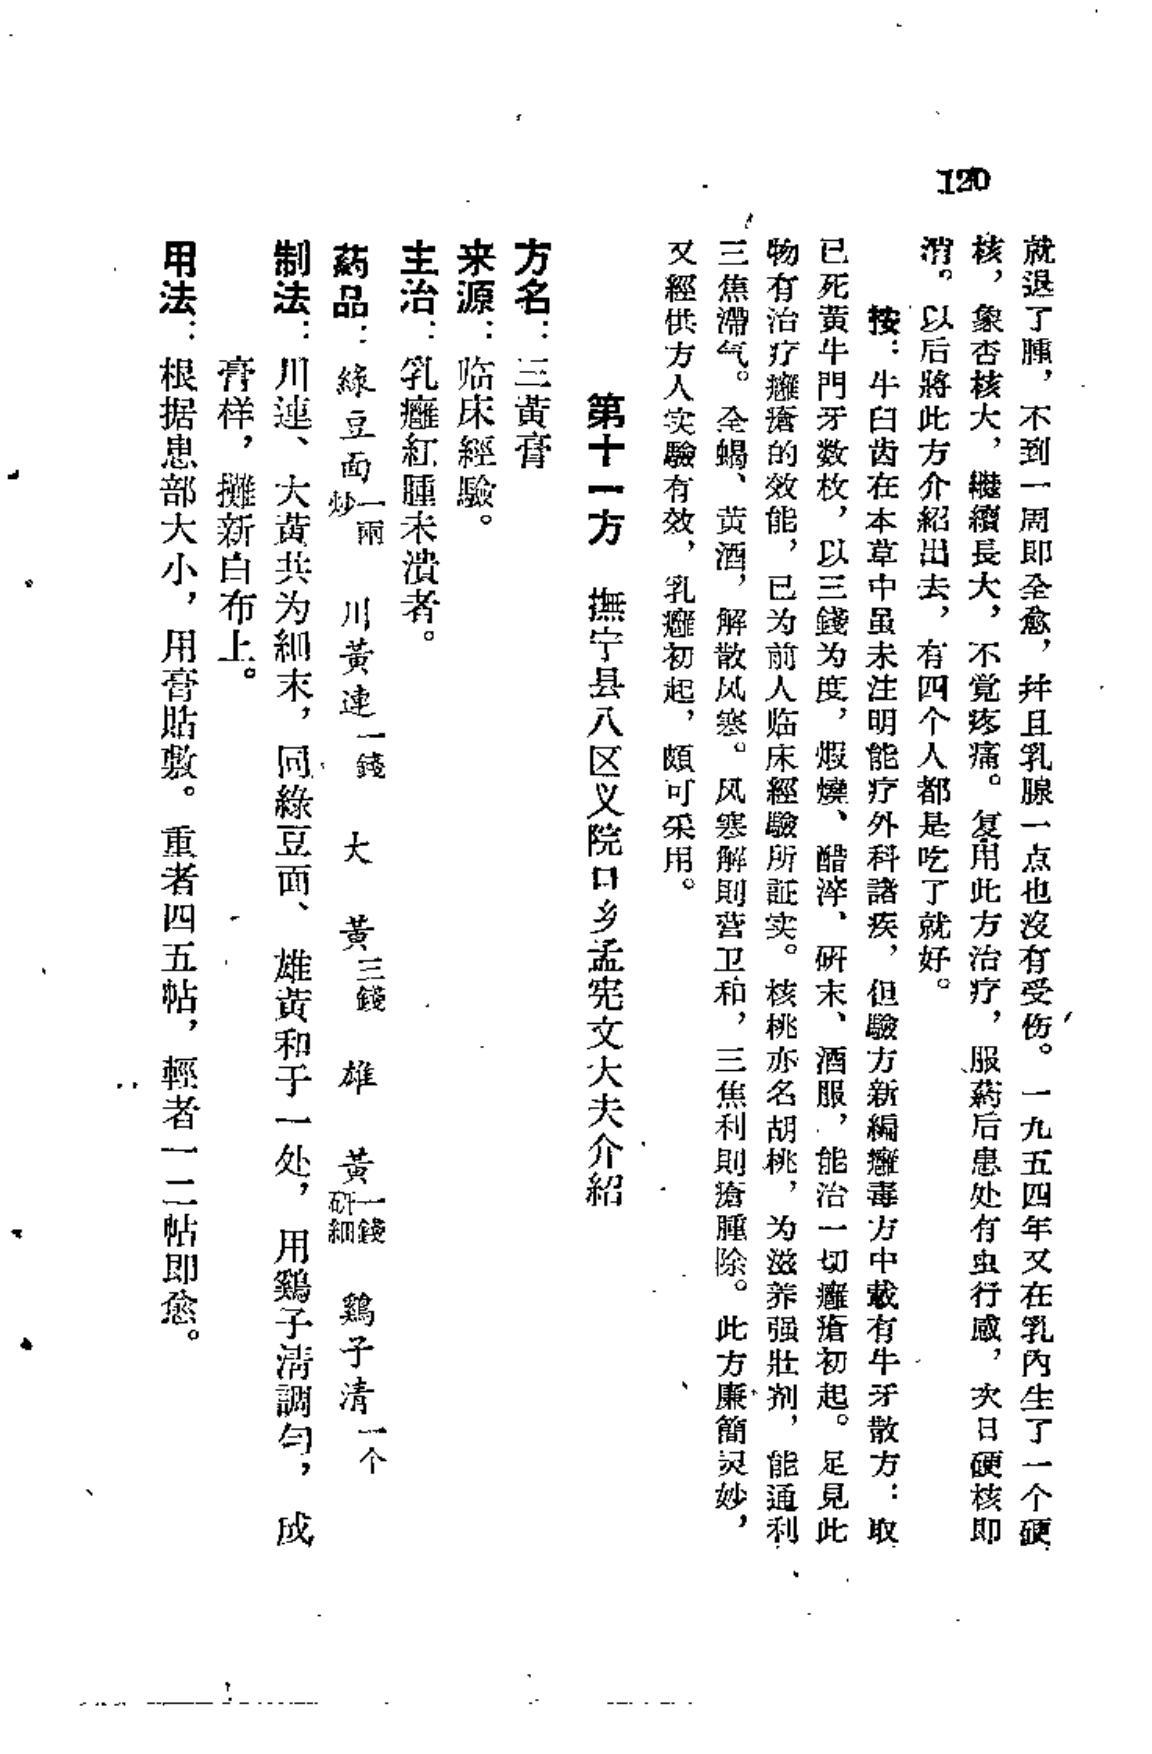 120
就退了腫，不到一周即全愈，幷且乳腺一点也沒有受伤。一九五四年又在乳內生了一个硬
核，象杏核大，繼續長大，不覚疼痛。复用此方治疗，服药后患处有虫行感，次日硬核即
消。以后將此方介紹出去，有四个人都是吃了就好。
按：牛臼齿在本草中虽未注明能疗外科諸疾，但驗方新編癰毒方中載有牛牙散方：取
已死黄牛門牙数枚，以三錢为度，煆燒、醋淬、硏末、酒服，能治一切癰瘡初起。足見此
物有治疗癰瘡的效能，已为前人临床經驗所証实。核桃亦名胡桃，为滋养强壯剂，能通利
三焦滯气。全蝎、黄酒，解散风寒。风寒解則营卫和，三焦利則瘡腫除。此方廉簡灵妙，
又經供方人实驗有效，乳癰初起，頗可采用。
第十一方　撫宁县八区义院口乡孟宪文大夫介紹
方名：三黃膏
来源：临床經驗。
主治：乳癰紅腫未潰者。
葯品：綠豆面一兩炒　川黃連一錢　大黃三錢　雄黃一錢硏細　鷄子清一个
制法：川連、大黃共为細末，同綠豆面、雄黃和于一处，用鷄子淸調勻，成
膏样，攤新白布上。
用法：根据患部大小，用膏貼敷。重者四五帖，輕者一二帖即愈。